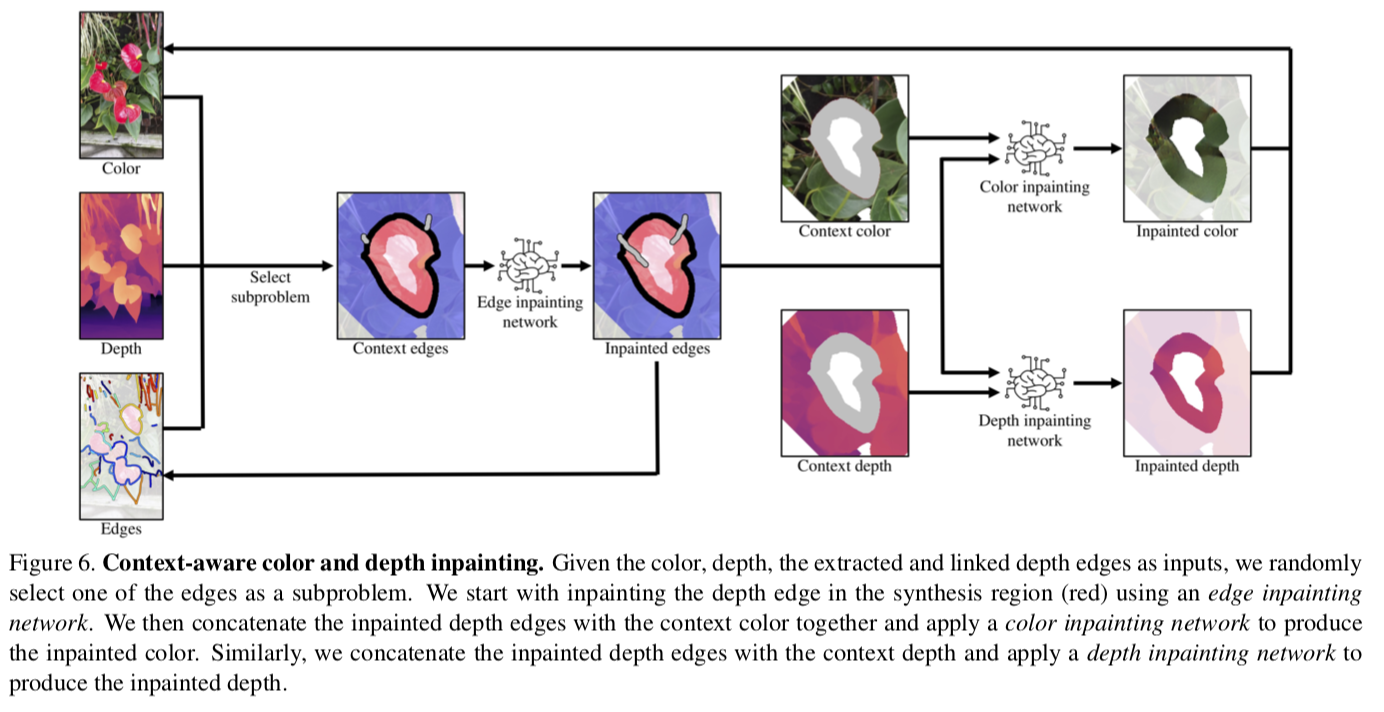 Color
Depth
Edges
Select
subproblem
Context edges
Edge inpainting
network
Inpainted edges
Context color
Color inpainting
network
Inpainted color
Context depth
Depth inpainting
network
Inpainted depth
Figure 6. Context-aware color and depth inpainting. Given the color, depth, the extracted and linked depth edges as inputs, we randomly
select one of the edges as a subproblem. We start with inpainting the depth edge in the synthesis region (red) using an edge inpainting
network. We then concatenate the inpainted depth edges with the context color together and apply a color inpainting network to produce
the inpainted color. Similarly, we concatenate the inpainted depth edges with the context depth and apply a depth inpainting network to
produce the inpainted depth.